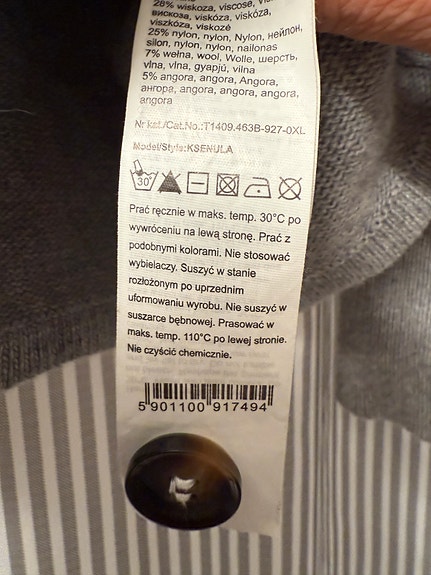 28% wiskoza, viscose, Viskose,
вискоза, viskóza, viskóza,
viszkóz, viskozė
25% nylon, nylon, Nylon, нейлон,
silon, nylon, nylon, nailonas
7% wełna, wool, Wolle, шерсть,
vlna, vlna, gyapjú, vilna
5% angora, angora, Angora,
ангора, angora, angora, angora,
angora
Nr kat./Cat.No.:T1409.463B-927-0XL
Model/Style:KSENULA
30°
Prać ręcznie w maks. temp. 30°C po
wywróceniu na lewą stronę. Prać z
podobnymi kolorami. Nie stosować
wybielaczy. Suszyć w stanie
rozłożonym po uprzednim
uformowaniu wyrobu. Nie suszyć w
suszarce bębnowej. Prasować w
maks. temp. 110°C po lewej stronie.
Nie czyścić chemicznie.
5 901100 917494